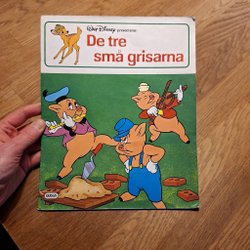 Walt Disney presenterar
De tre
små grisarna